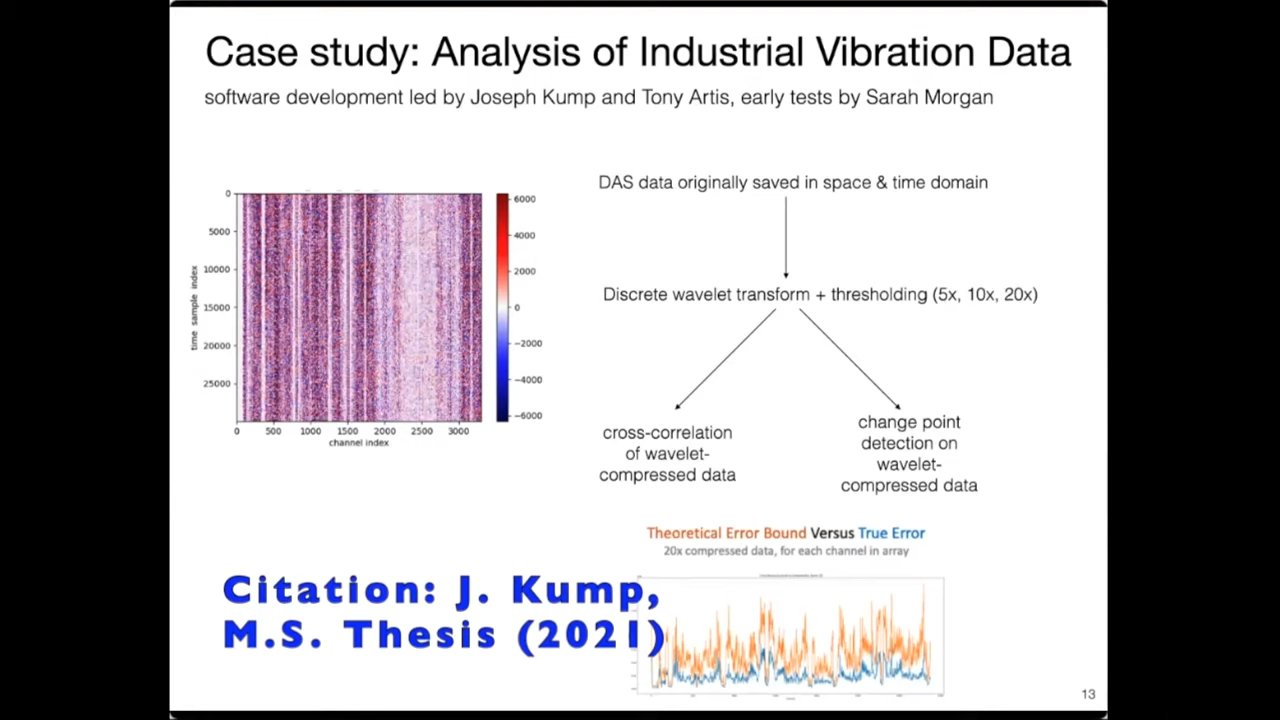 Case study: Analysis of Industrial Vibration Data
software development led by Joseph Kump and Tony Artis, early tests by Sarah Morgan
0
5000
10000
15000
20000
25000
time sample index
0 500 1000 1500 2000 2500 3000
channel index
6000
4000
2000
0
−2000
−4000
−6000
DAS data originally saved in space & time domain
Discrete wavelet transform + thresholding (5x, 10x, 20x)
cross-correlation
of wavelet-
compressed data
change point
detection on
wavelet-
compressed data
Theoretical Error Bound Versus True Error
20x compressed data, for each channel in array
Citation: J. Kump,
M.S. Thesis (2021)
13